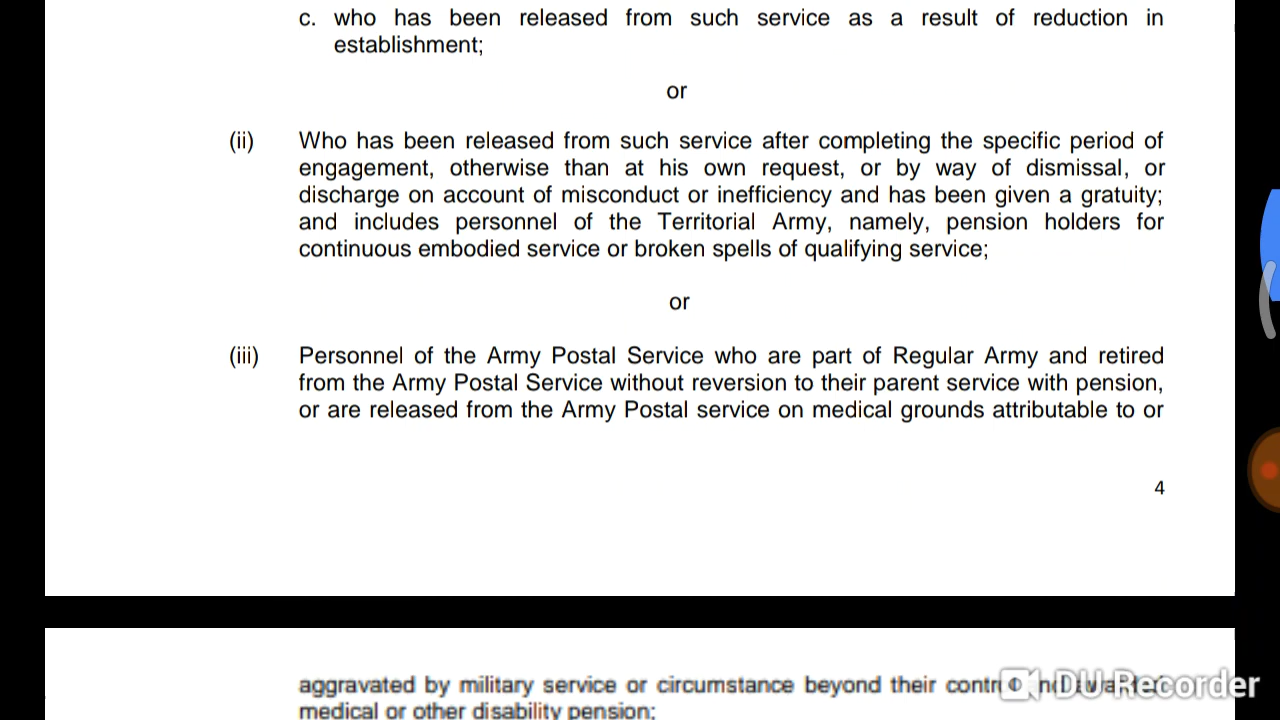 c. who has been released from such service as a result of reduction in
establishment;
or
(ii) Who has been released from such service after completing the specific period of
engagement, otherwise than at his own request, or by way of dismissal, or
discharge on account of misconduct or inefficiency and has been given a gratuity;
and includes personnel of the Territorial Army, namely, pension holders for
continuous embodied service or broken spells of qualifying service;
or
(iii) Personnel of the Army Postal Service who are part of Regular Army and retired
from the Army Postal Service without reversion to their parent service with pension,
or are released from the Army Postal service on medical grounds attributable to or
4
aggravated by military service or circumstance beyond their
DU Recorder
medical or other disability pension;